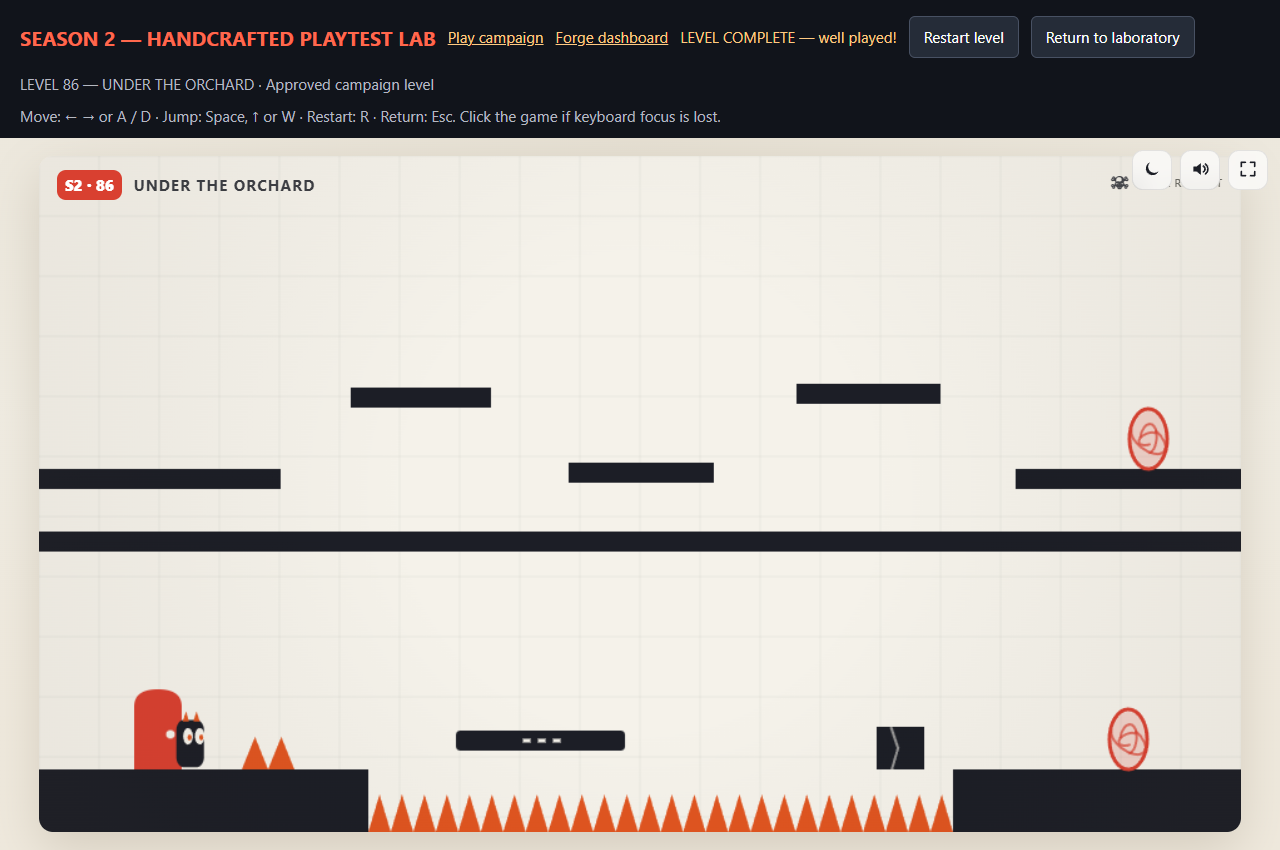 SEASON 2 — HANDCRAFTED PLAYTEST LAB Play campaign Forge dashboard LEVEL COMPLETE — well played! Restart level Return to laboratory
LEVEL 86 — UNDER THE ORCHARD · Approved campaign level
Move: ← → or A / D · Jump: Space, ↑ or W · Restart: R · Return: Esc. Click the game if keyboard focus is lost.
S2 · 86 UNDER THE ORCHARD